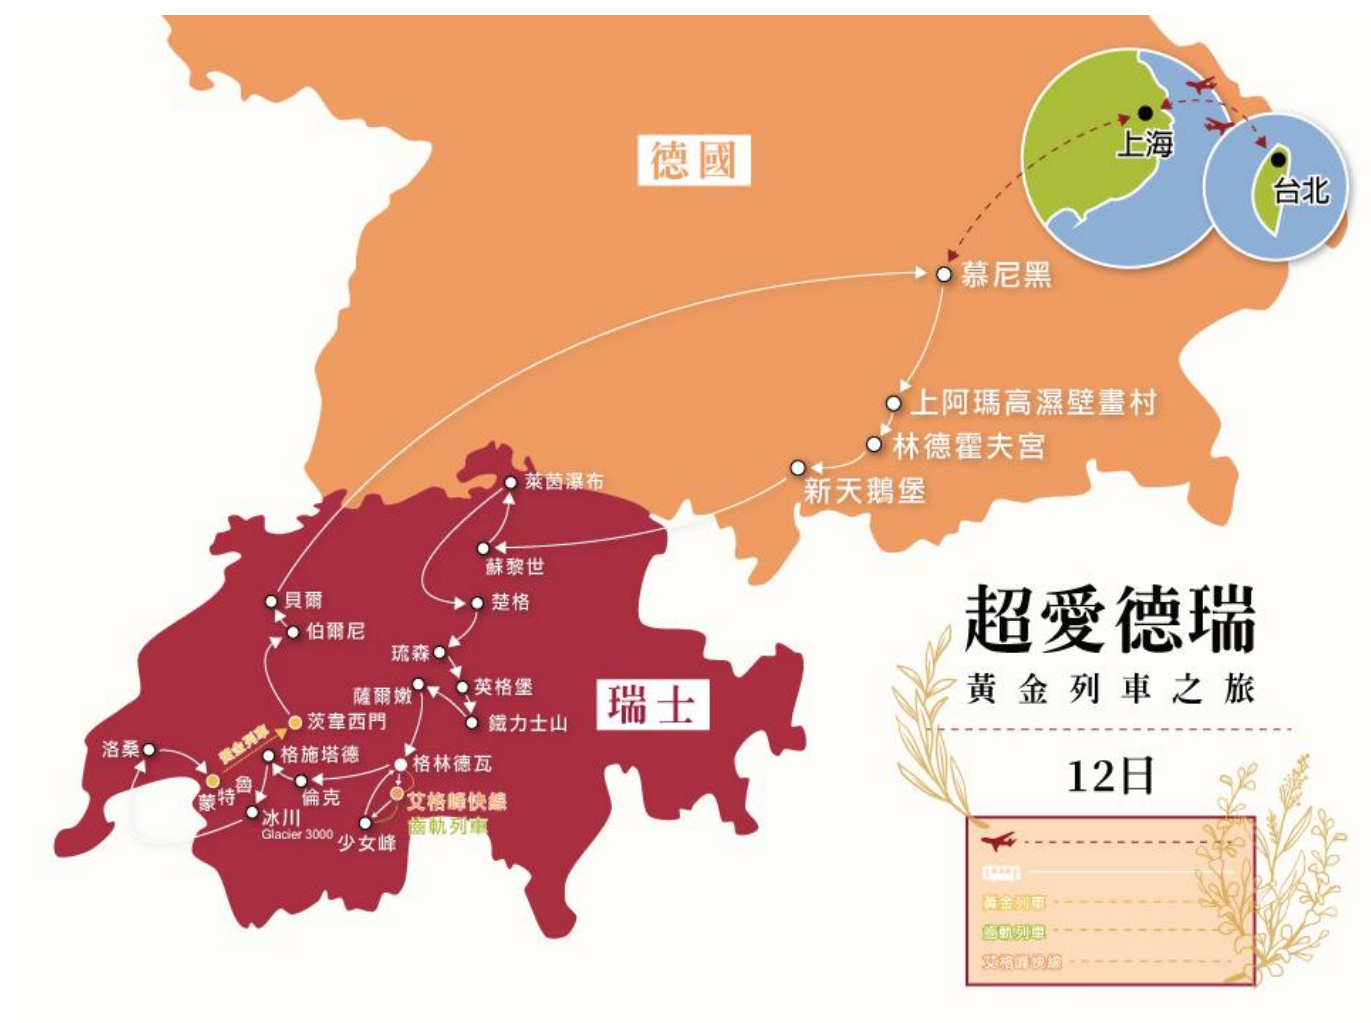 德國
上海
台北
慕尼黑
上阿瑪高濕壁畫村
林德霍夫宮
新天鵝堡
萊茵瀑布
蘇黎世
貝爾
楚格
伯爾尼
琉森
英格堡
薩爾嫩
瑞士
鐵力士山
茨韋西門
黃金列車
洛桑
格施塔德
格林德瓦
蒙特魯
倫克
艾格峰快線
冰川
Glacier 3000
齒軌列車
少女峰
超愛德瑞
黃金列車之旅
12日
黃金列車
齒軌列車
艾格峰快線